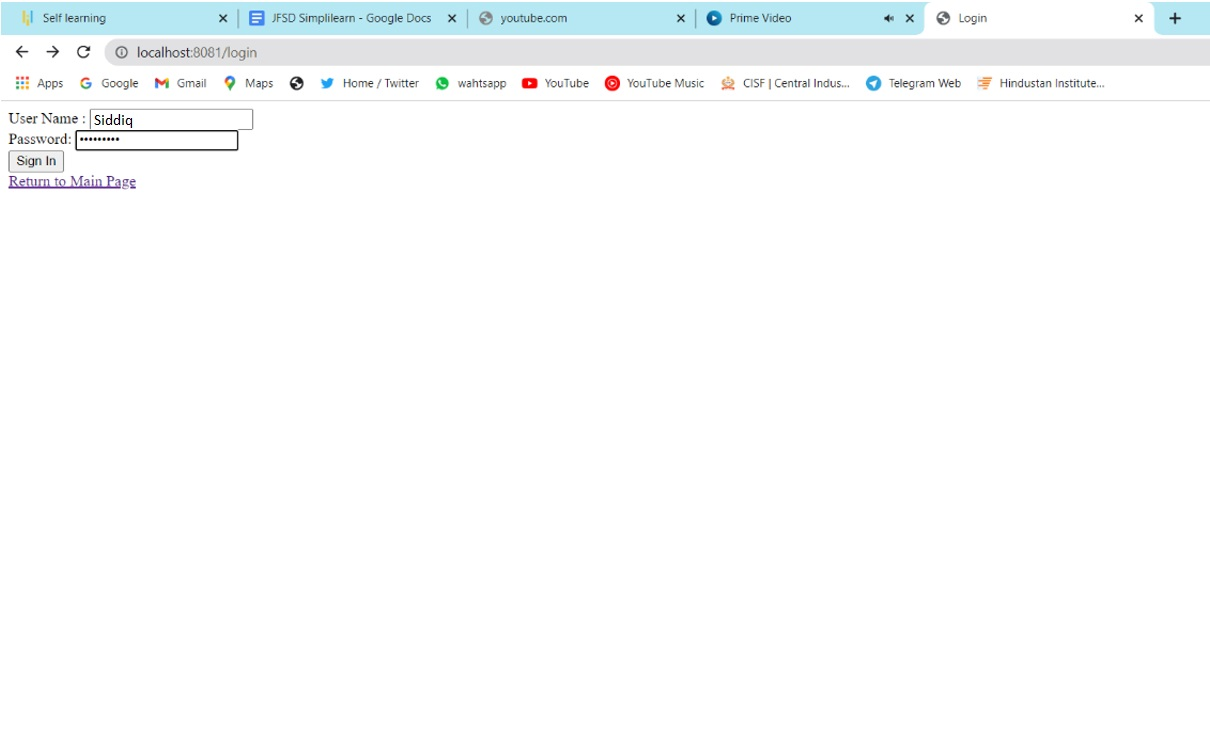 Self learning JFSD Simplilearn - Google Docs youtube.com Prime Video Login
localhost:8081/login
Apps Google Gmail Maps Home / Twitter wahtsapp YouTube YouTube Music CISF | Central Indus... Telegram Web Hindustan Institute...
User Name : Siddiq
Password: •••••••••
Sign In
Return to Main Page